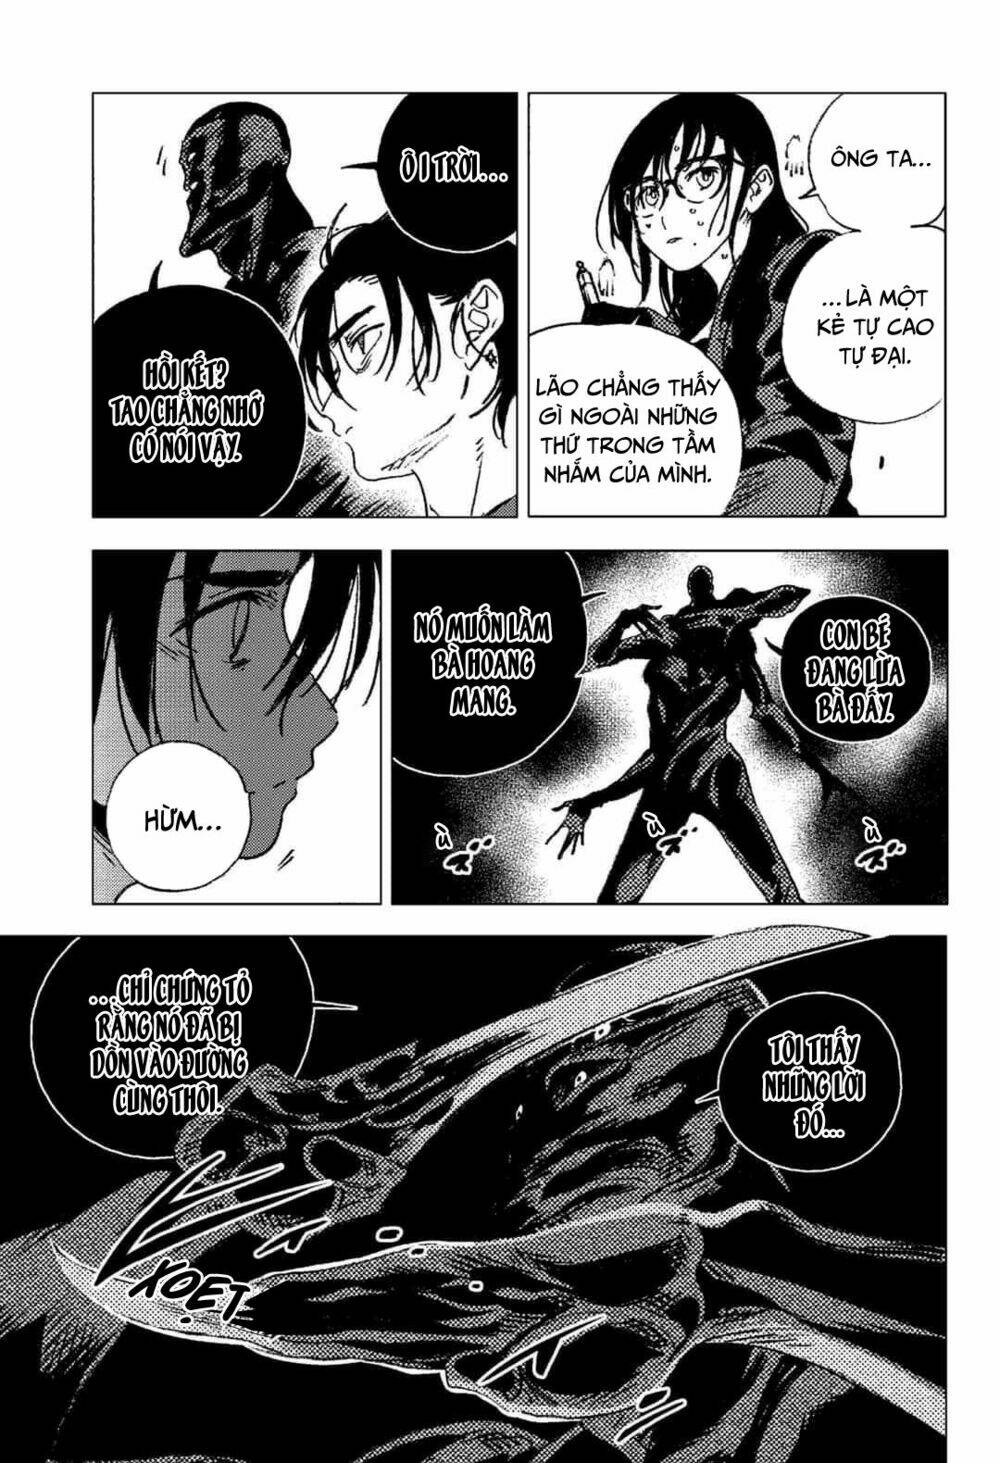 ÔNG TA...
...LÀ MỘT
KẺ TỰ CAO
TỰ ĐẠI.
LÃO CHẲNG THẤY
GÌ NGOÀI NHỮNG
THỨ TRONG TẦM
NHẮM CỦA MÌNH.
Ô I TRỜI...
HỒI KẾT?
TAO CHẲNG NHỚ
CÓ NÓI VẬY.
CON BÉ
ĐANG LỪA
BÀ ĐẤY.
NÓ MUỐN LÀM
BÀ HOANG
MANG.
Ừ
Ừ
Ừ
HỪM...
TÔI THẤY
NHỮNG LỜI
ĐÓ...
...CHỈ CHỨNG TỎ
RẰNG NÓ ĐÃ BỊ
DỒN VÀO ĐƯỜNG
CÙNG THÔI.
XOẸT